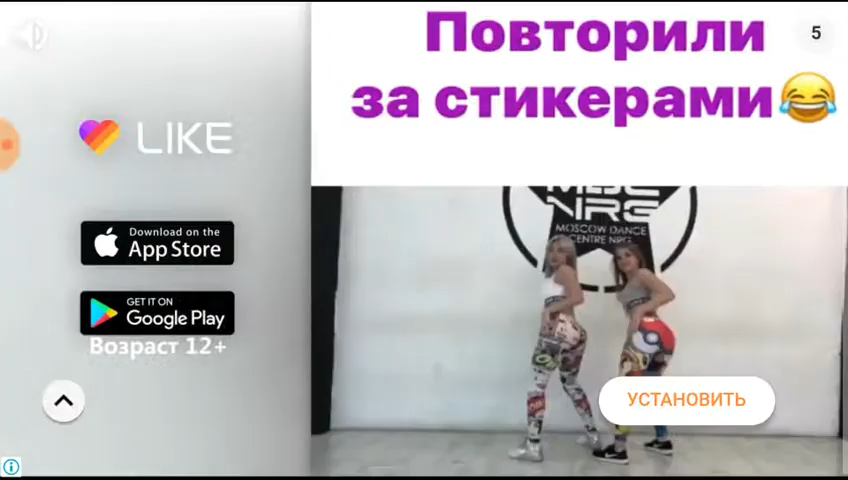 Повторили
за стикерами😂
5
LIKE
Download on the
App Store
GET IT ON
Google Play
Возраст 12+
NRG
MOSCOW DANCE
CENTRE NRG
УСТАНОВИТЬ